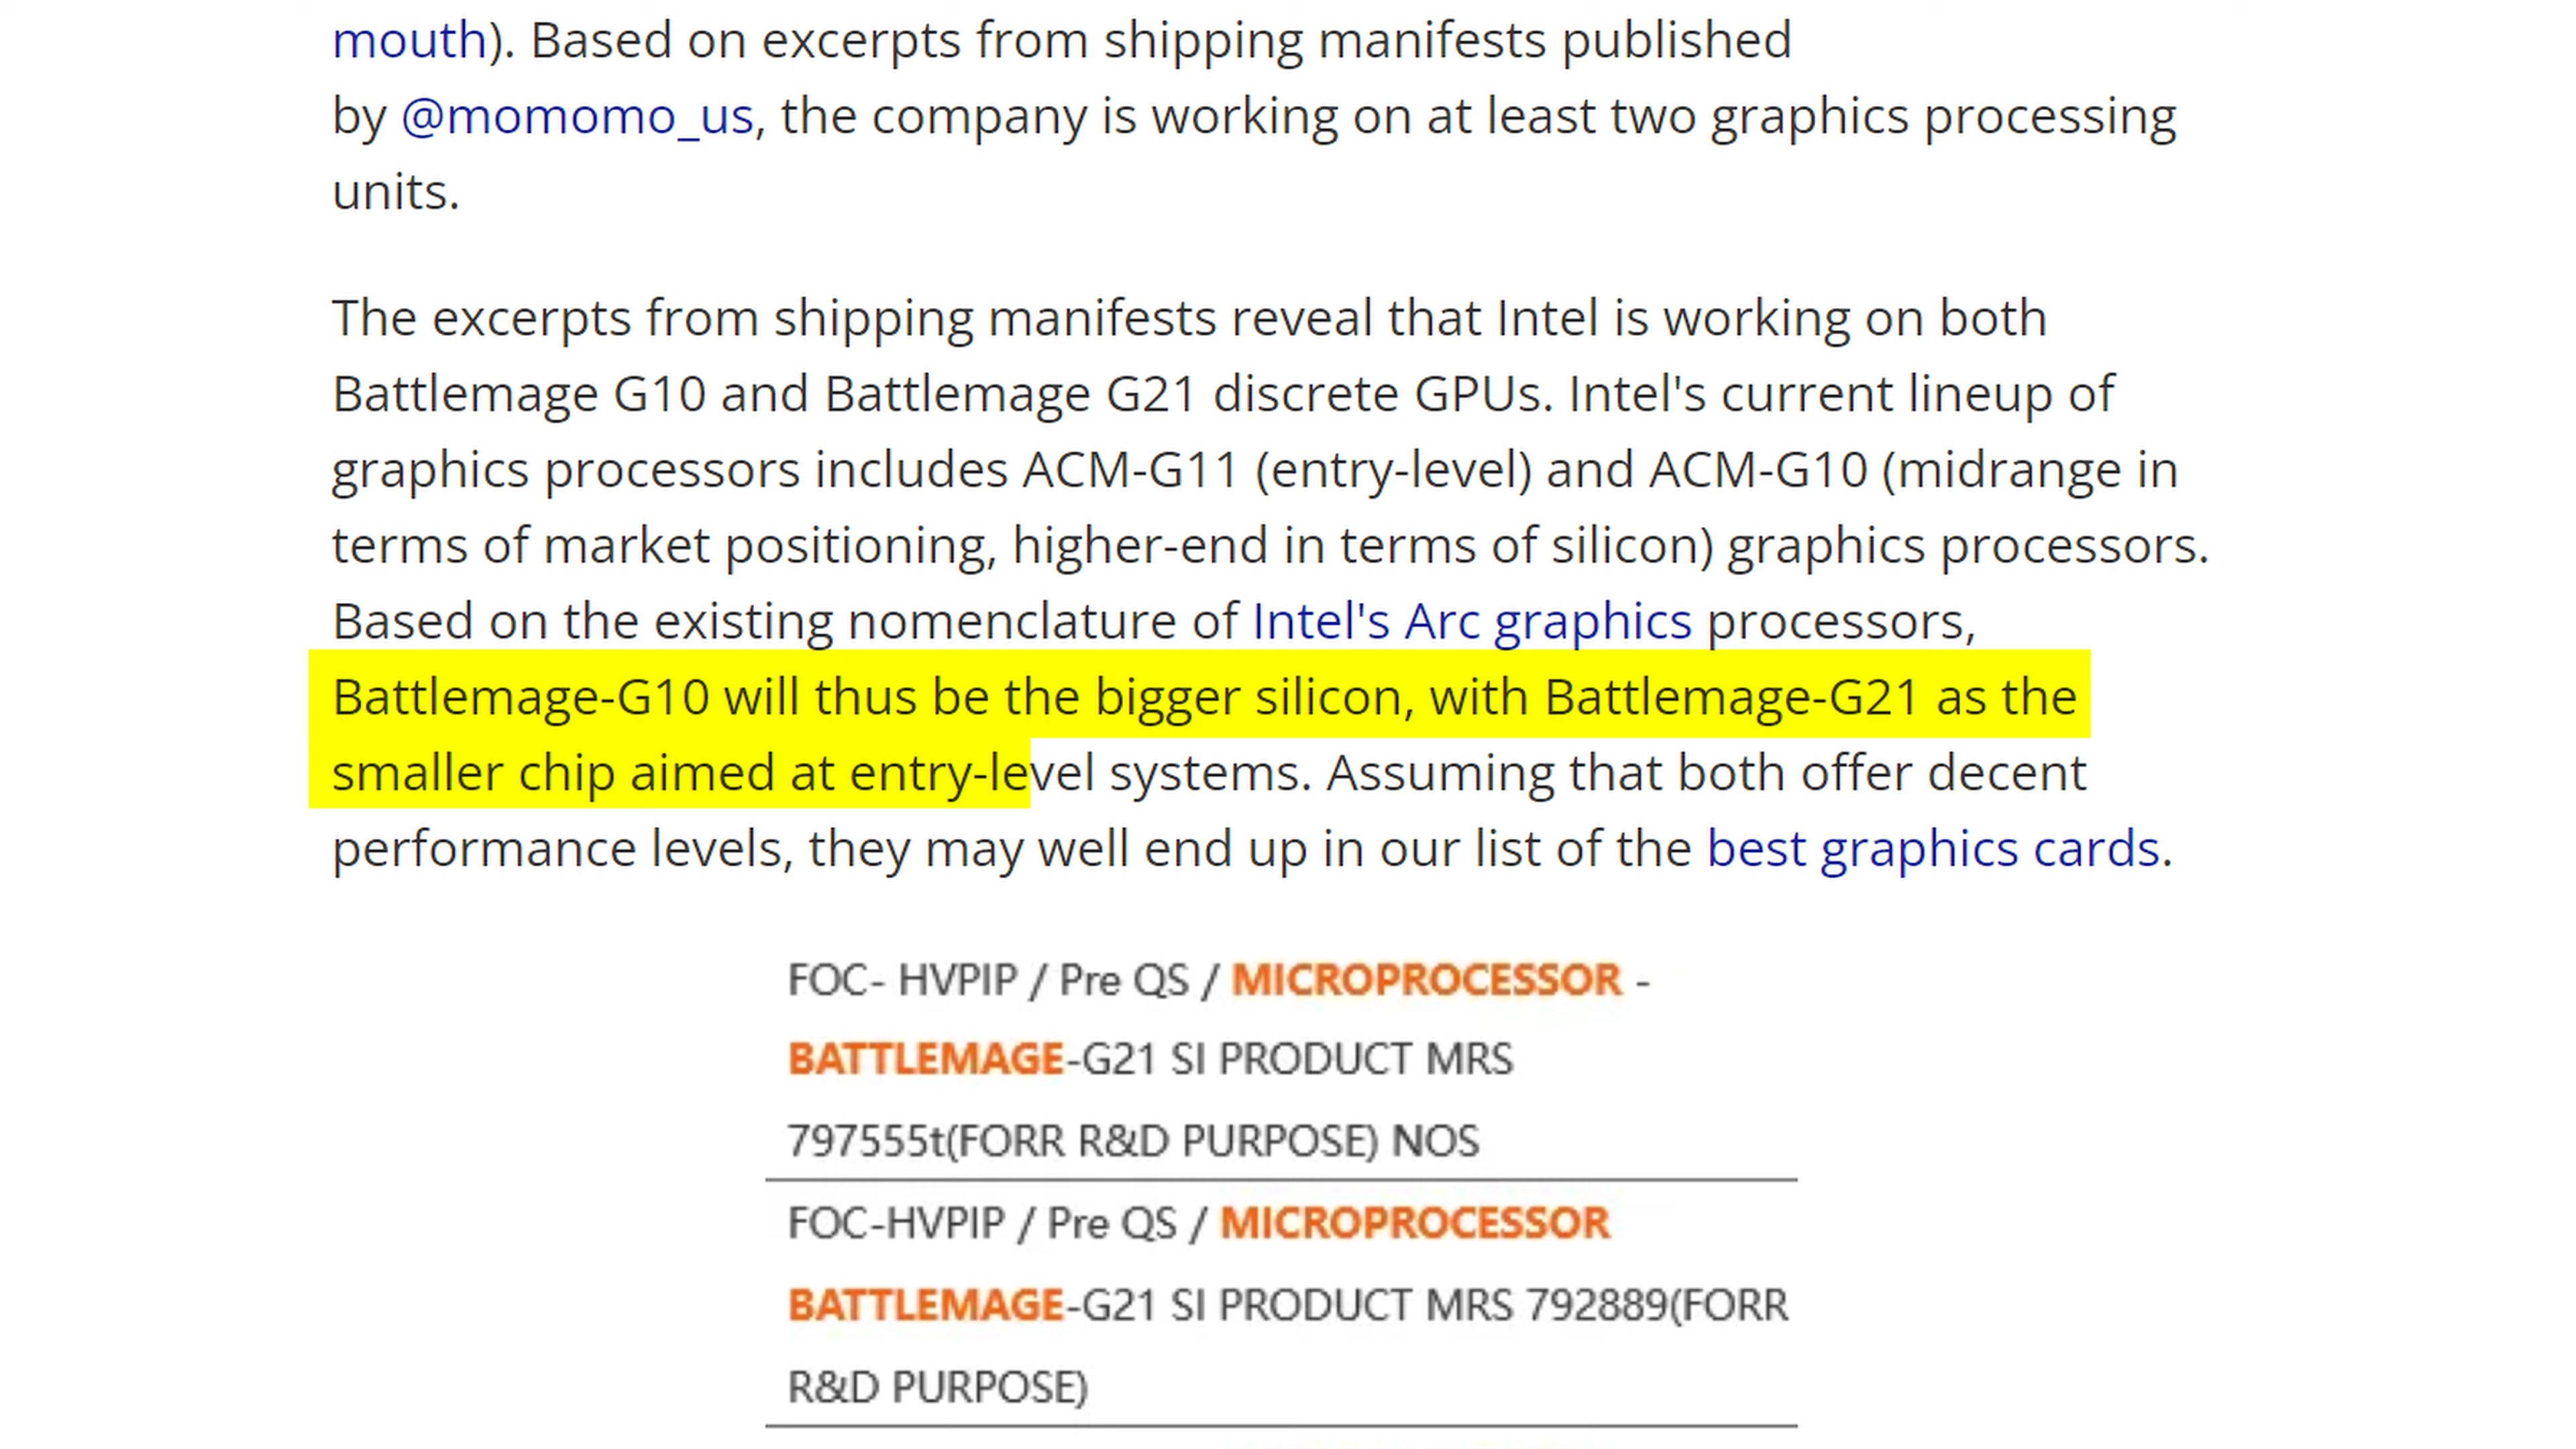 mouth). Based on excerpts from shipping manifests published
by @momomo_us, the company is working on at least two graphics processing
units.
The excerpts from shipping manifests reveal that Intel is working on both
Battlemage G10 and Battlemage G21 discrete GPUs. Intel's current lineup of
graphics processors includes ACM-G11 (entry-level) and ACM-G10 (midrange in
terms of market positioning, higher-end in terms of silicon) graphics processors.
Based on the existing nomenclature of Intel's Arc graphics processors,
Battlemage-G10 will thus be the bigger silicon, with Battlemage-G21 as the
smaller chip aimed at entry-level systems. Assuming that both offer decent
performance levels, they may well end up in our list of the best graphics cards.
FOC- HVPIP / Pre QS / MICROPROCESSOR -
BATTLEMAGE-G21 SI PRODUCT MRS
797555t(FORR R&D PURPOSE) NOS
FOC-HVPIP / Pre QS / MICROPROCESSOR
BATTLEMAGE-G21 SI PRODUCT MRS 792889(FORR
R&D PURPOSE)